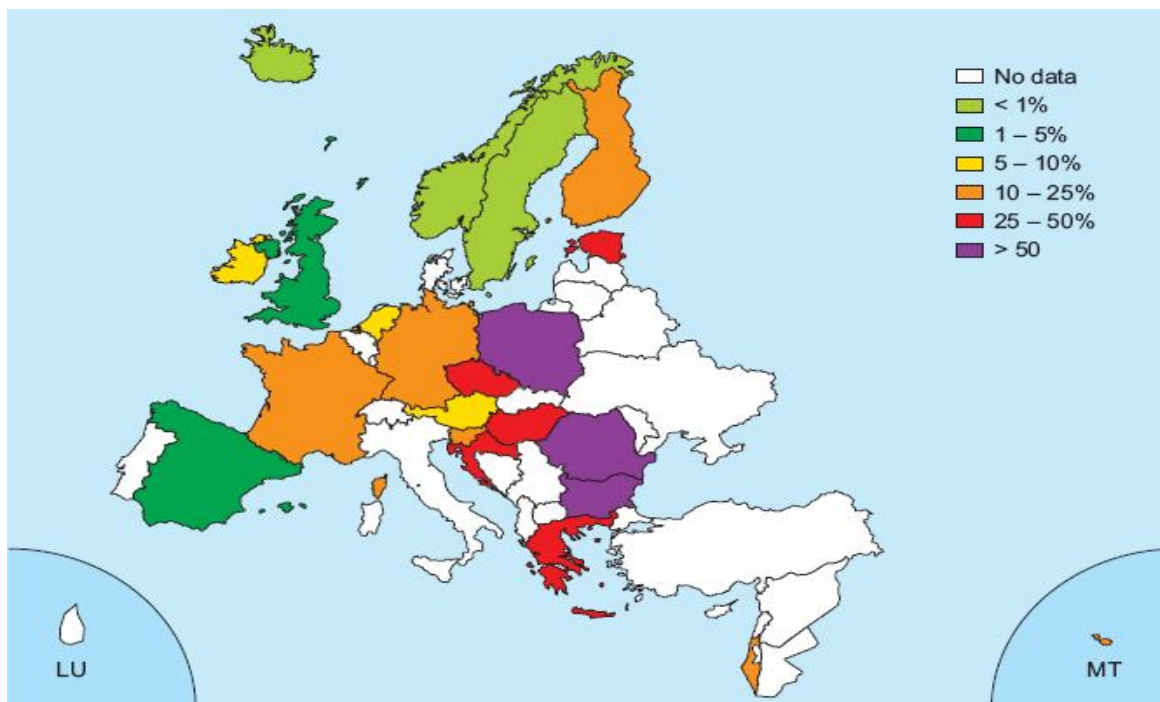 No data
< 1%
1 – 5%
5 – 10%
10 – 25%
25 – 50%
> 50
LU
MT